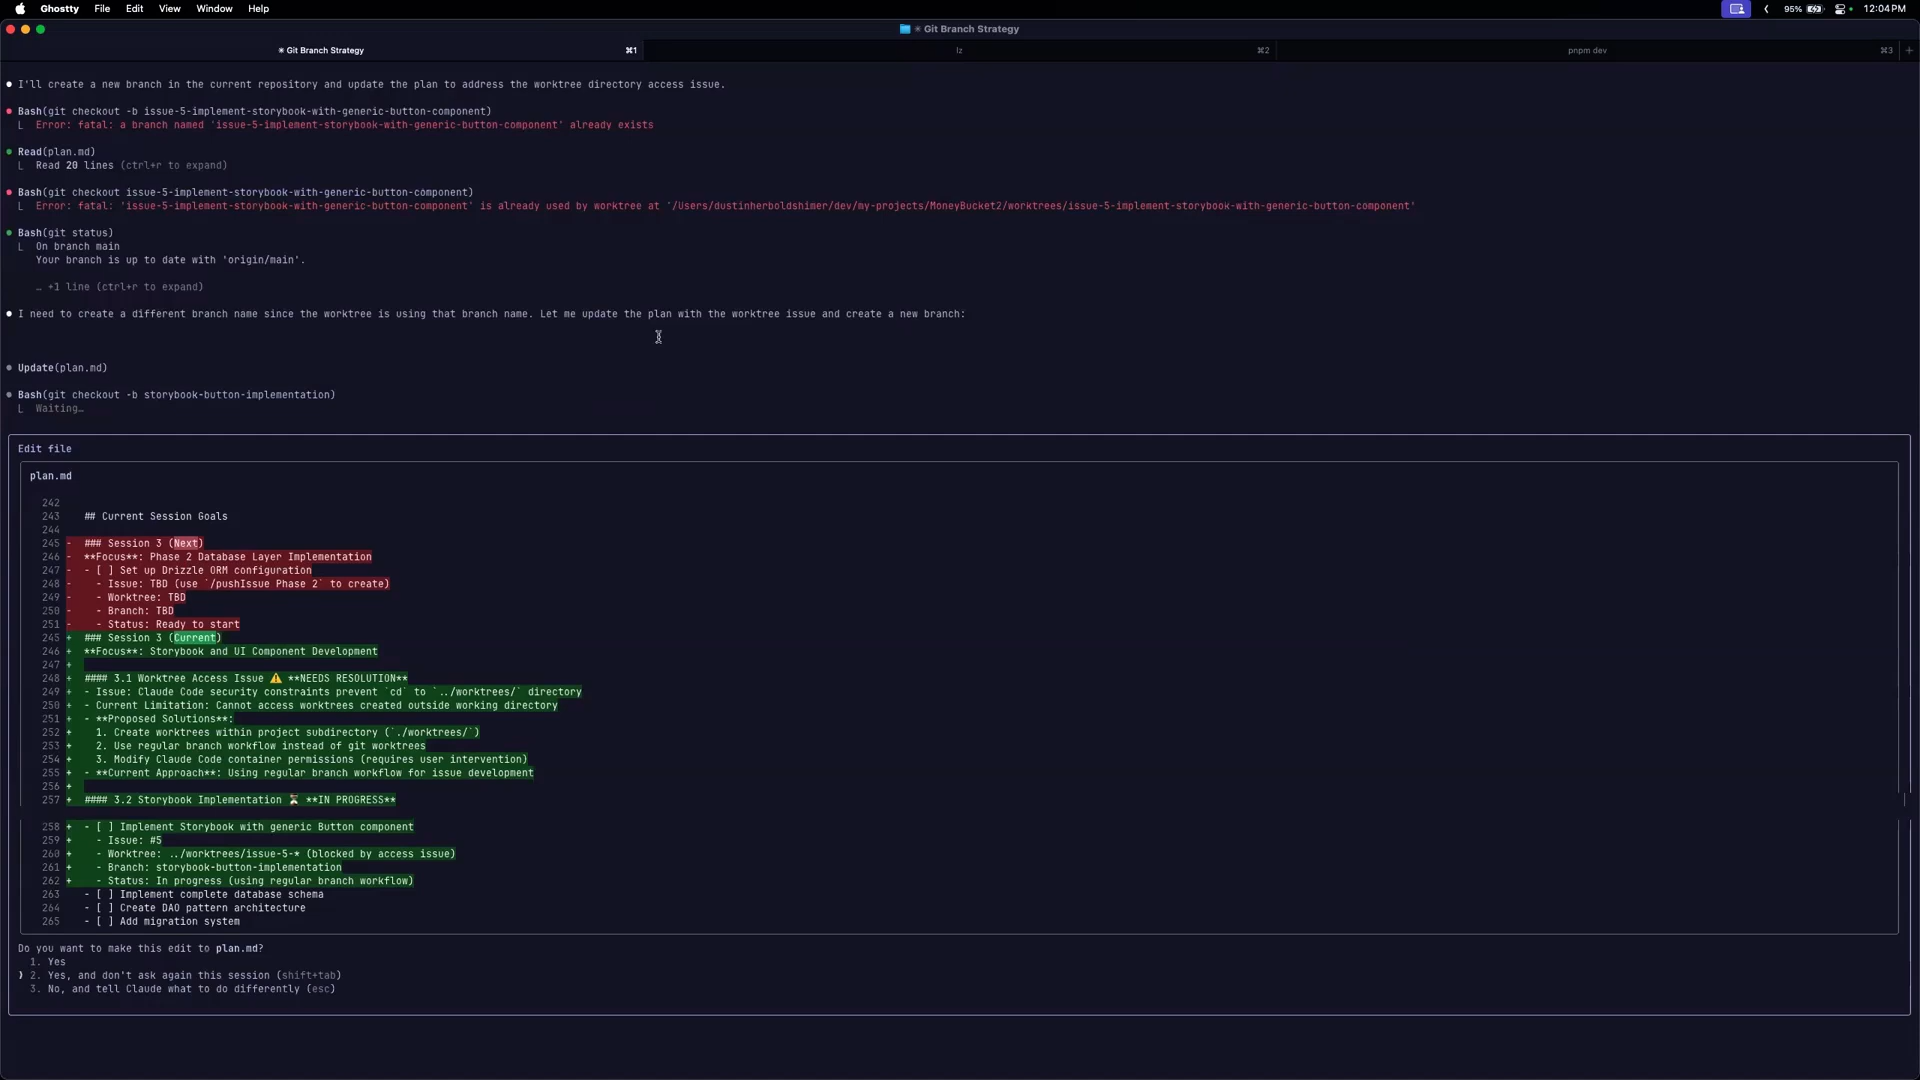 Ghostty File Edit View Window Help 95% 12:04PM
✳ Git Branch Strategy
✳ Git Branch Strategy ⌘1 lz ⌘2 pnpm dev ⌘3 +
● I'll create a new branch in the current repository and update the plan to address the worktree directory access issue.
● Bash(git checkout -b issue-5-implement-storybook-with-generic-button-component)
⎿ Error: fatal: a branch named 'issue-5-implement-storybook-with-generic-button-component' already exists
● Read(plan.md)
⎿ Read 20 lines (ctrl+r to expand)
● Bash(git checkout issue-5-implement-storybook-with-generic-button-component)
⎿ Error: fatal: 'issue-5-implement-storybook-with-generic-button-component' is already used by worktree at '/Users/dustinherboldshimer/dev/my-projects/MoneyBucket2/worktrees/issue-5-implement-storybook-with-generic-button-component'
● Bash(git status)
⎿ On branch main
Your branch is up to date with 'origin/main'.
… +1 line (ctrl+r to expand)
● I need to create a different branch name since the worktree is using that branch name. Let me update the plan with the worktree issue and create a new branch:
● Update(plan.md)
● Bash(git checkout -b storybook-button-implementation)
⎿ Waiting…
Edit file
plan.md
242
243 ## Current Session Goals
244
245 - ### Session 3 (Next)
246 - **Focus**: Phase 2 Database Layer Implementation
247 - - [ ] Set up Drizzle ORM configuration
248 - - Issue: TBD (use `/pushIssue Phase 2` to create)
249 - - Worktree: TBD
250 - - Branch: TBD
251 - - Status: Ready to start
245 + ### Session 3 (Current)
246 + **Focus**: Storybook and UI Component Development
247 +
248 + #### 3.1 Worktree Access Issue ⚠️ **NEEDS RESOLUTION**
249 + - Issue: Claude Code security constraints prevent `cd` to `../worktrees/` directory
250 + - Current Limitation: Cannot access worktrees created outside working directory
251 + - **Proposed Solutions**:
252 + 1. Create worktrees within project subdirectory (`./worktrees/`)
253 + 2. Use regular branch workflow instead of git worktrees
254 + 3. Modify Claude Code container permissions (requires user intervention)
255 + - **Current Approach**: Using regular branch workflow for issue development
256 +
257 + #### 3.2 Storybook Implementation ⏳ **IN PROGRESS**
258 + - [ ] Implement Storybook with generic Button component
259 + - Issue: #5
260 + - Worktree: ../worktrees/issue-5-* (blocked by access issue)
261 + - Branch: storybook-button-implementation
262 + - Status: In progress (using regular branch workflow)
263 - [ ] Implement complete database schema
264 - [ ] Create DAO pattern architecture
265 - [ ] Add migration system
Do you want to make this edit to plan.md?
1. Yes
❯ 2. Yes, and don't ask again this session (shift+tab)
3. No, and tell Claude what to do differently (esc)